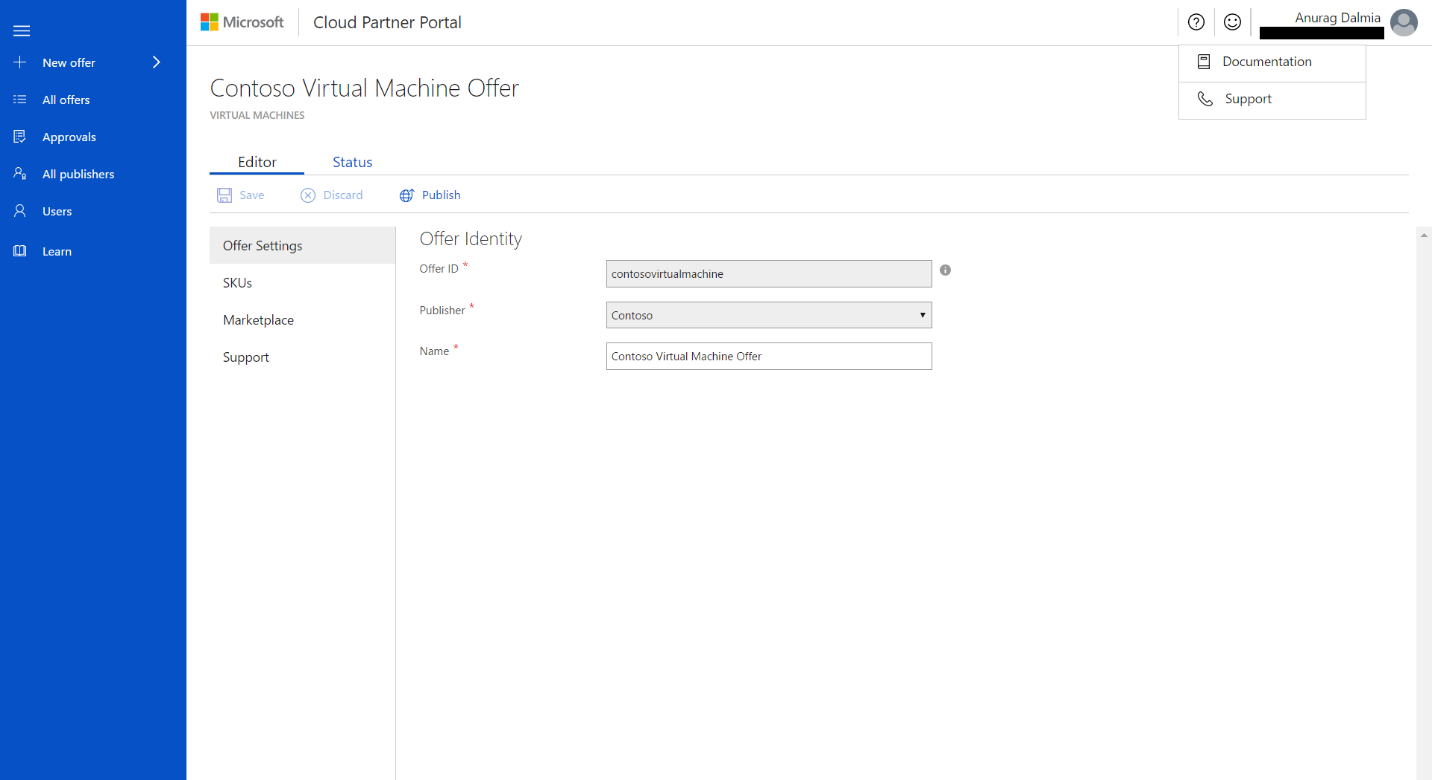 Microsoft Cloud Partner Portal
Anurag Dalmia
Documentation
Support
New offer
All offers
Approvals
All publishers
Users
Learn
Contoso Virtual Machine Offer
VIRTUAL MACHINES
Editor Status
Save Discard Publish
Offer Settings
SKUs
Marketplace
Support
Offer Identity
Offer ID *
contosovirtualmachine
Publisher *
Contoso
Name *
Contoso Virtual Machine Offer